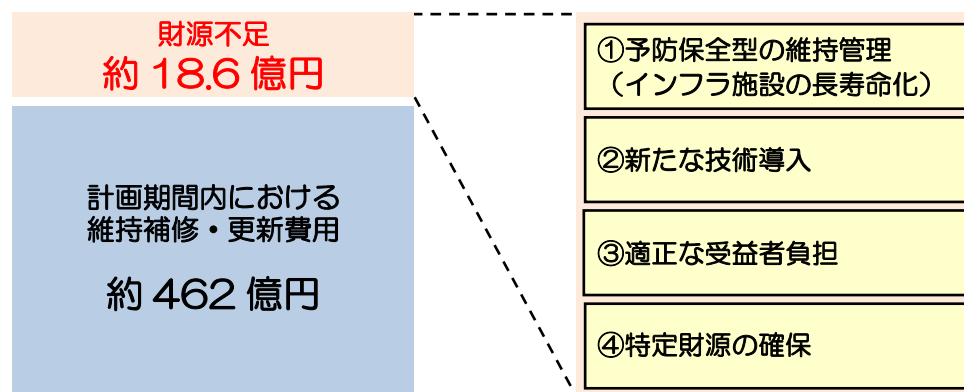 財源不足
約 18.6 億円
計画期間内における
維持補修・更新費用
約 462 億円
①予防保全型の維持管理
（インフラ施設の長寿命化）
②新たな技術導入
③適正な受益者負担
④特定財源の確保